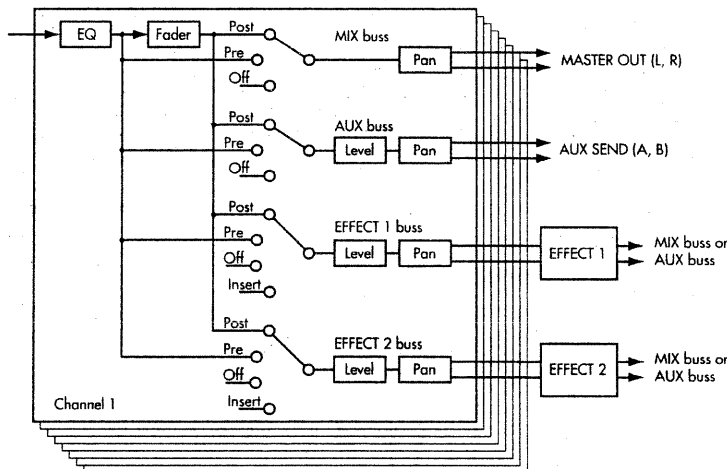 EQ
Fader
Post
MIX buss
Pre
Pan
MASTER OUT (L, R)
Off
Post
AUX buss
Pre
Level
Pan
AUX SEND (A, B)
Off
Post
EFFECT 1 buss
Pre
Level
Pan
EFFECT 1
MIX buss or
AUX buss
Off
Insert
Post
EFFECT 2 buss
Pre
Level
Pan
EFFECT 2
MIX buss or
AUX buss
Off
Insert
Channel 1